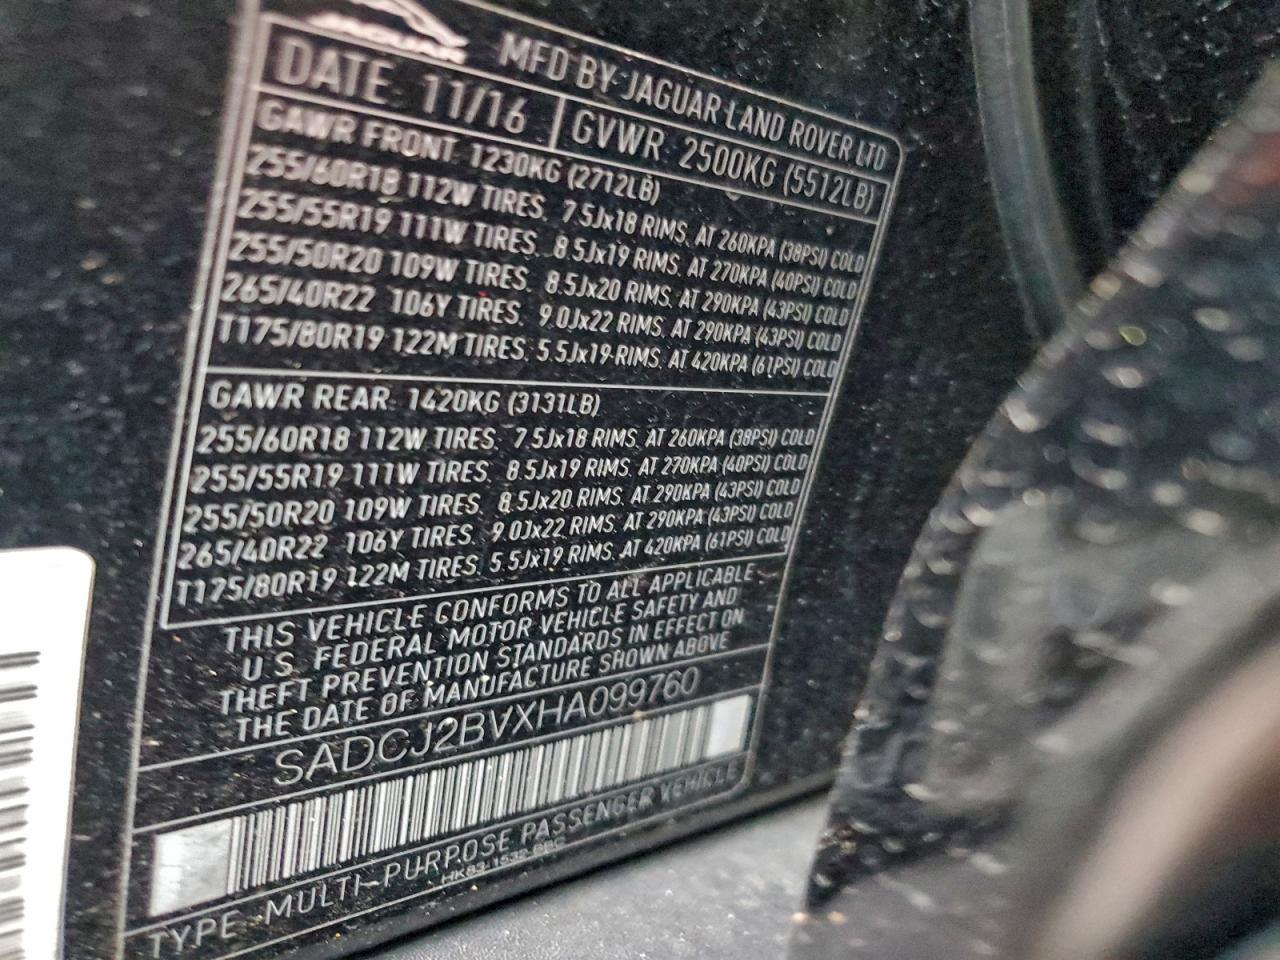 JAGUAR
MFD BY: JAGUAR LAND ROVER LTD
DATE: 11/16
GVWR: 2500KG (5512LB)
GAWR FRONT: 1230KG (2712LB)
255/60R18 112W TIRES, 7.5Jx18 RIMS, AT 260KPA (38PSI) COLD
255/55R19 111W TIRES, 8.5Jx19 RIMS, AT 270KPA (40PSI) COLD
255/50R20 109W TIRES, 8.5Jx20 RIMS, AT 290KPA (43PSI) COLD
265/40R22 106Y TIRES, 9.0Jx22 RIMS, AT 290KPA (43PSI) COLD
T175/80R19 122M TIRES, 5.5Jx19 RIMS, AT 420KPA (61PSI) COLD
GAWR REAR: 1420KG (3131LB)
255/60R18 112W TIRES, 7.5Jx18 RIMS, AT 260KPA (38PSI) COLD
255/55R19 111W TIRES, 8.5Jx19 RIMS, AT 270KPA (40PSI) COLD
255/50R20 109W TIRES, 8.5Jx20 RIMS, AT 290KPA (43PSI) COLD
265/40R22 106Y TIRES, 9.0Jx22 RIMS, AT 290KPA (43PSI) COLD
T175/80R19 122M TIRES, 5.5Jx19 RIMS, AT 420KPA (61PSI) COLD
THIS VEHICLE CONFORMS TO ALL APPLICABLE
U.S. FEDERAL MOTOR VEHICLE SAFETY AND
THEFT PREVENTION STANDARDS IN EFFECT ON
THE DATE OF MANUFACTURE SHOWN ABOVE
SADCJ2BVXHA099760
TYPE: MULTI-PURPOSE PASSENGER VEHICLE